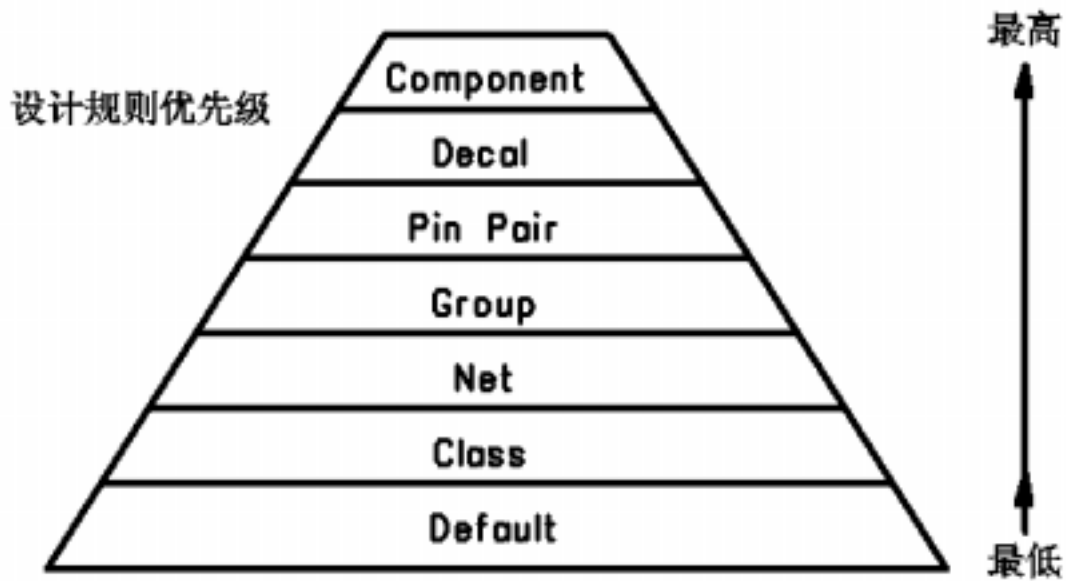 最高
Component
设计规则优先级
Decal
Pin Pair
Group
Net
Class
Default
最低